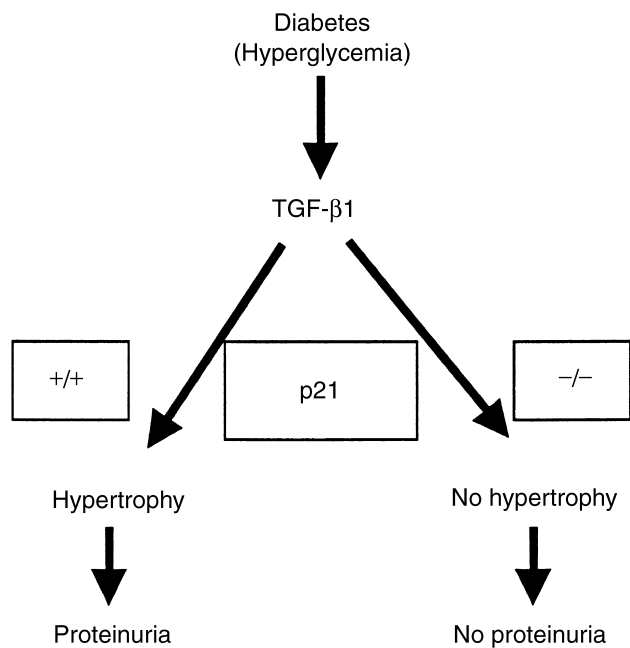 Diabetes
(Hyperglycemia)
TGF-β1
+/+
p21
−/−
Hypertrophy
No hypertrophy
Proteinuria
No proteinuria